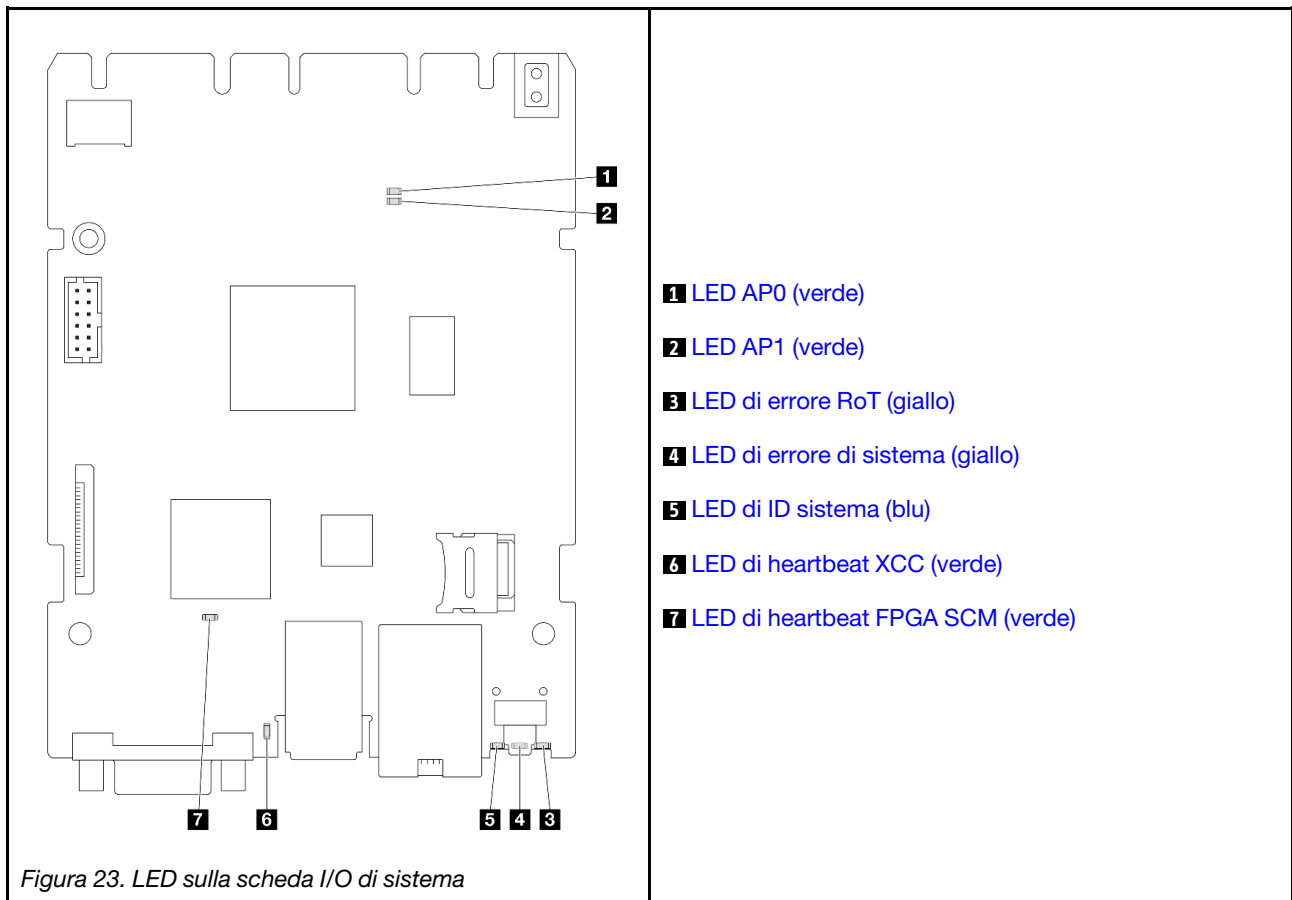 1
2
7
6
5
4
3
Figura 23. LED sulla scheda I/O di sistema
1 LED AP0 (verde)
2 LED AP1 (verde)
3 LED di errore RoT (giallo)
4 LED di errore di sistema (giallo)
5 LED di ID sistema (blu)
6 LED di heartbeat XCC (verde)
7 LED di heartbeat FPGA SCM (verde)